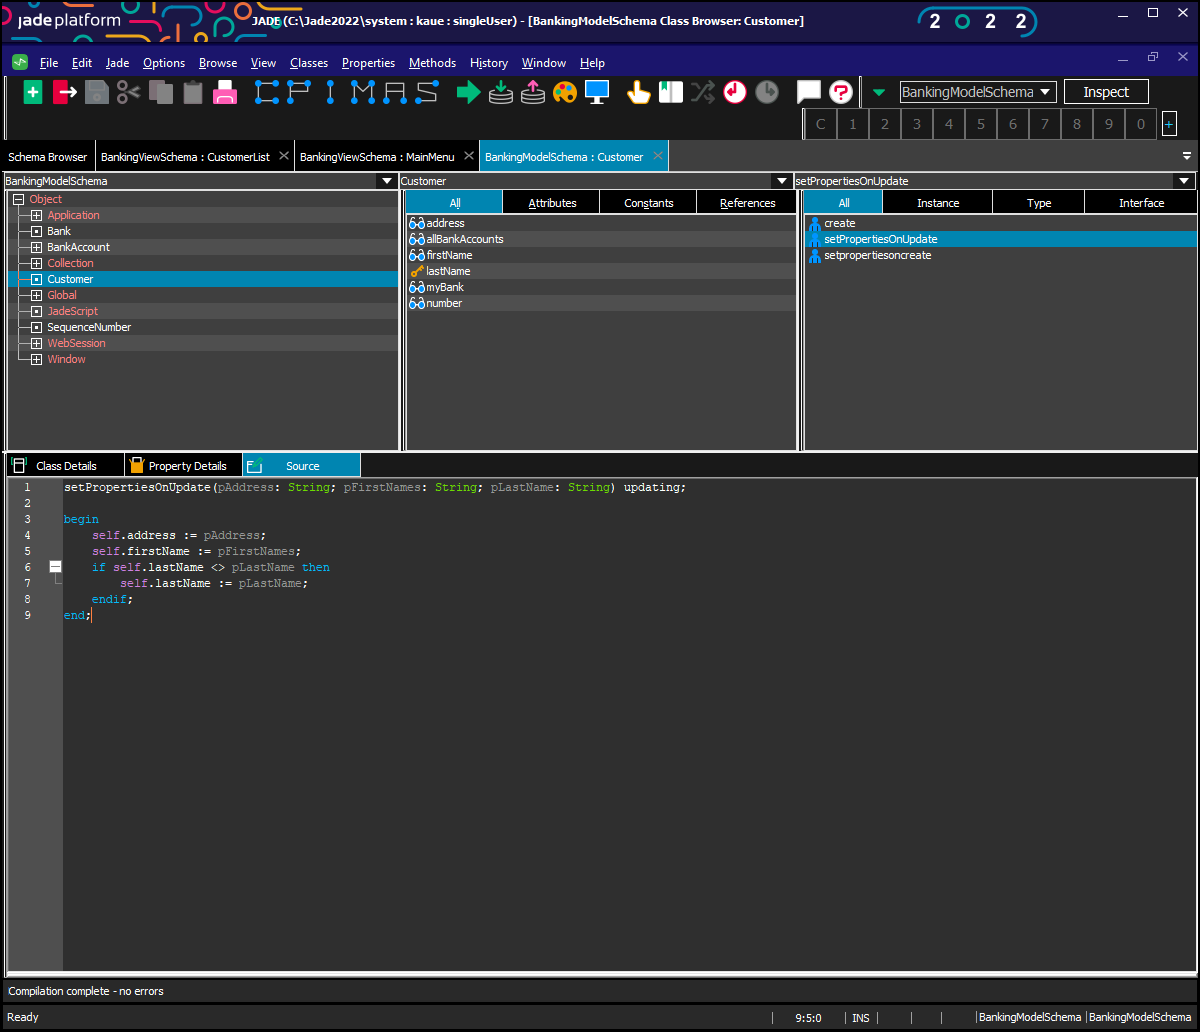 jade platform
JADE (C:\Jade2022\system : kaue : singleUser) - [BankingModelSchema Class Browser: Customer]
2022
File Edit Jade Options Browse View Classes Properties Methods History Window Help
C P I M A S
BankingModelSchema Inspect
C 1 2 3 4 5 6 7 8 9 0 +
Schema Browser BankingViewSchema : CustomerList BankingViewSchema : MainMenu BankingModelSchema : Customer
BankingModelSchema
Object
Application
Bank
BankAccount
Collection
Customer
Global
JadeScript
SequenceNumber
WebSession
Window
Customer
All Attributes Constants References
address
allBankAccounts
firstName
lastName
myBank
number
setPropertiesOnUpdate
All Instance Type Interface
create
setPropertiesOnUpdate
setpropertiesoncreate
Class Details Property Details Source
1 setPropertiesOnUpdate(pAddress: String; pFirstNames: String; pLastName: String) updating;
2
3 begin
4 self.address := pAddress;
5 self.firstName := pFirstNames;
6 if self.lastName <> pLastName then
7 self.lastName := pLastName;
8 endif;
9 end;
Compilation complete - no errors
Ready 9:5:0 INS BankingModelSchema BankingModelSchema